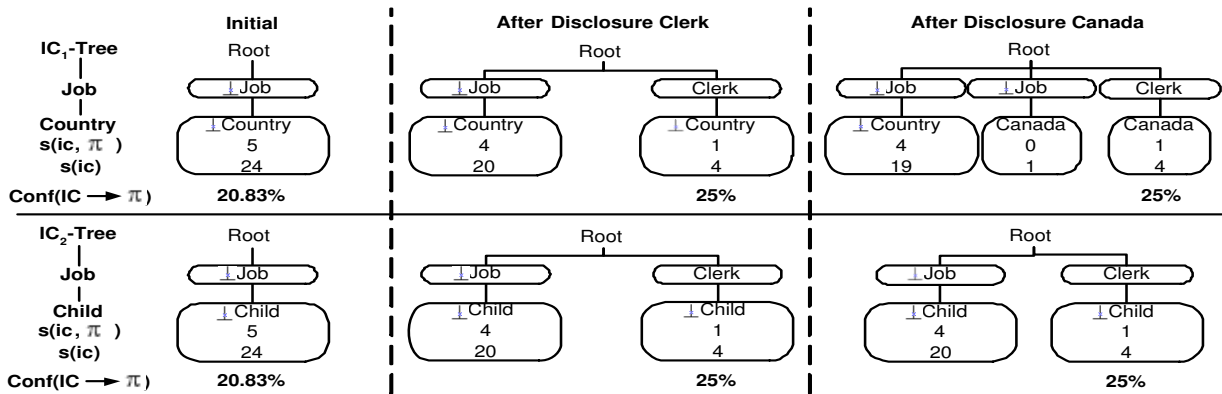 Initial After Disclosure Clerk After Disclosure Canada
IC1-Tree Root Root Root
Job ⊥Job ⊥Job Clerk ⊥Job ⊥Job Clerk
Country ⊥Country ⊥Country ⊥Country ⊥Country Canada Canada
s(ic, π ) 5 4 1 4 0 1
s(ic) 24 20 4 19 1 4
Conf(IC → π) 20.83% 25% 25%
IC2-Tree Root Root Root
Job ⊥Job ⊥Job Clerk ⊥Job Clerk
Child ⊥Child ⊥Child ⊥Child ⊥Child ⊥Child
s(ic, π ) 5 4 1 4 1
s(ic) 24 20 4 20 4
Conf(IC → π) 20.83% 25% 25%